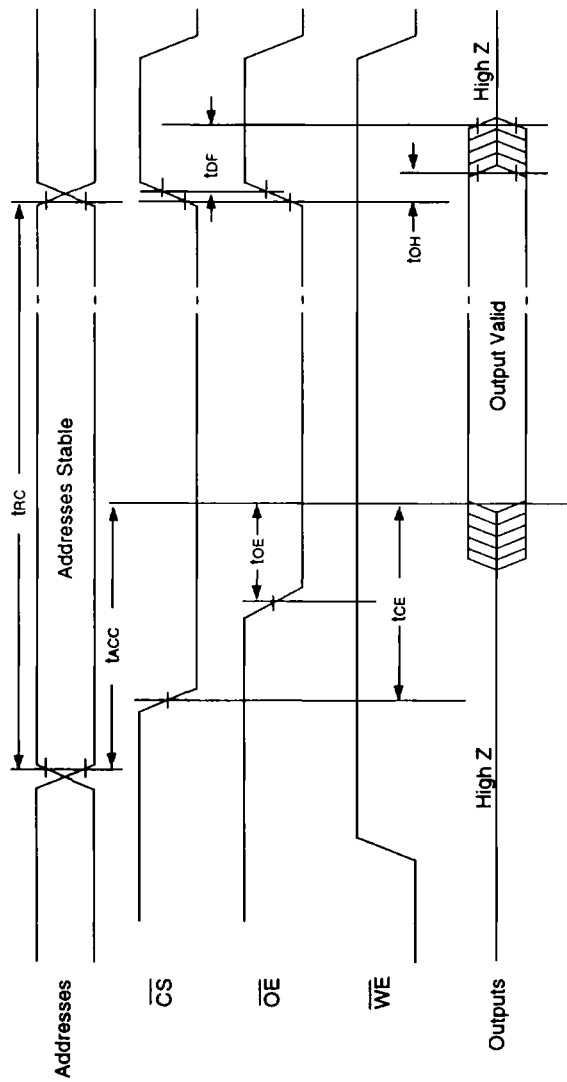 Addresses
tRC
Addresses Stable
tACC
CS
OE
tOE
tDF
tCE
tOH
WE
Outputs
High Z
Output Valid
High Z